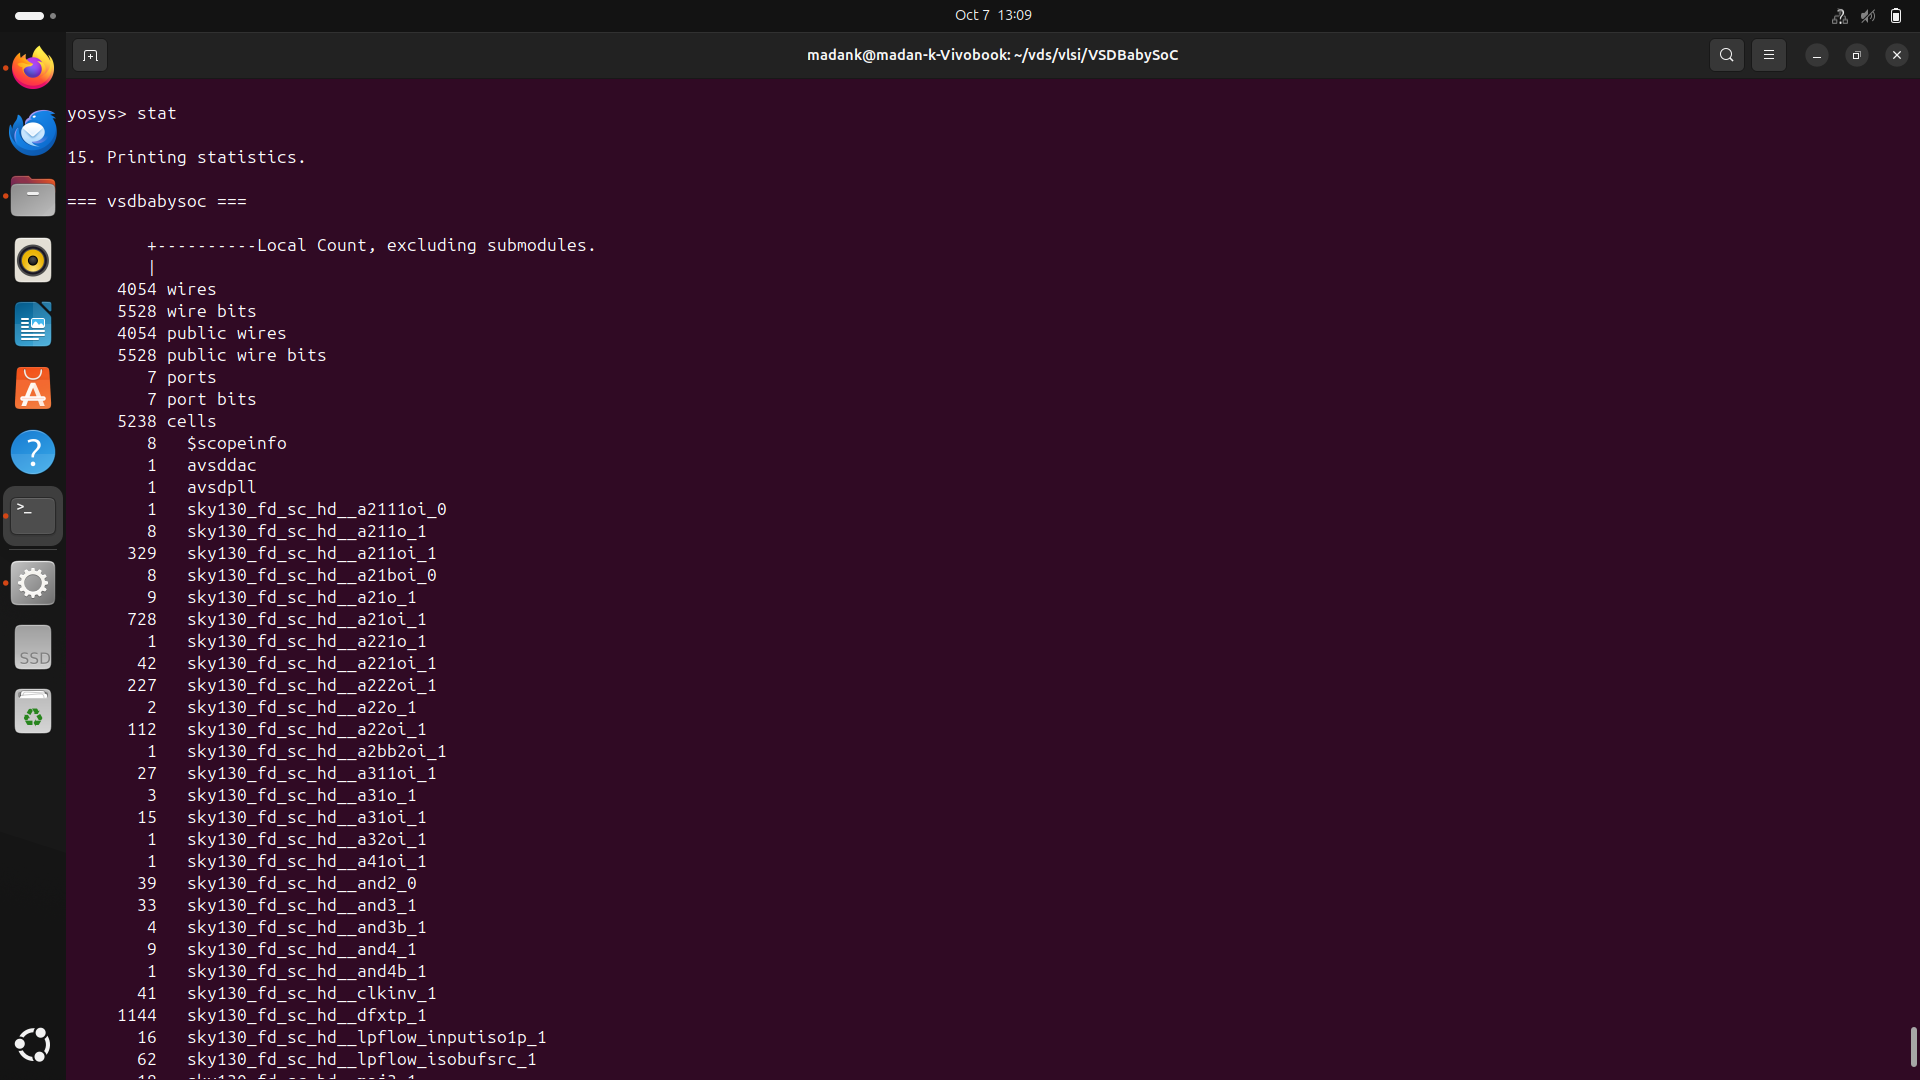 Oct 7 13:09
madank@madan-k-Vivobook: ~/vds/vlsi/VSDBabySoC
yosys> stat
15. Printing statistics.
=== vsdbabysoc ===
+----------Local Count, excluding submodules.
|
4054 wires
5528 wire bits
4054 public wires
5528 public wire bits
7 ports
7 port bits
5238 cells
8 $scopeinfo
1 avsddac
1 avsdpll
1 sky130_fd_sc_hd__a2111oi_0
8 sky130_fd_sc_hd__a211o_1
329 sky130_fd_sc_hd__a211oi_1
8 sky130_fd_sc_hd__a21boi_0
9 sky130_fd_sc_hd__a21o_1
728 sky130_fd_sc_hd__a21oi_1
1 sky130_fd_sc_hd__a221o_1
42 sky130_fd_sc_hd__a221oi_1
227 sky130_fd_sc_hd__a222oi_1
2 sky130_fd_sc_hd__a22o_1
112 sky130_fd_sc_hd__a22oi_1
1 sky130_fd_sc_hd__a2bb2oi_1
27 sky130_fd_sc_hd__a311oi_1
3 sky130_fd_sc_hd__a31o_1
15 sky130_fd_sc_hd__a31oi_1
1 sky130_fd_sc_hd__a32oi_1
1 sky130_fd_sc_hd__a41oi_1
39 sky130_fd_sc_hd__and2_0
33 sky130_fd_sc_hd__and3_1
4 sky130_fd_sc_hd__and3b_1
9 sky130_fd_sc_hd__and4_1
1 sky130_fd_sc_hd__and4b_1
41 sky130_fd_sc_hd__clkinv_1
1144 sky130_fd_sc_hd__dfxtp_1
16 sky130_fd_sc_hd__lpflow_inputiso1p_1
62 sky130_fd_sc_hd__lpflow_isobufsrc_1
SSD